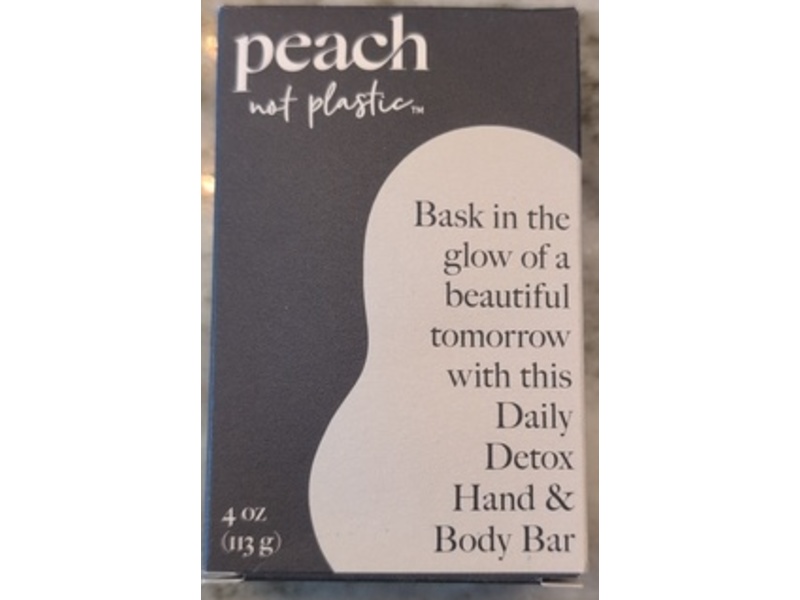 peach
not plastic™
Bask in the
glow of a
beautiful
tomorrow
with this
Daily
Detox
Hand &
Body Bar
4 oz
(113 g)